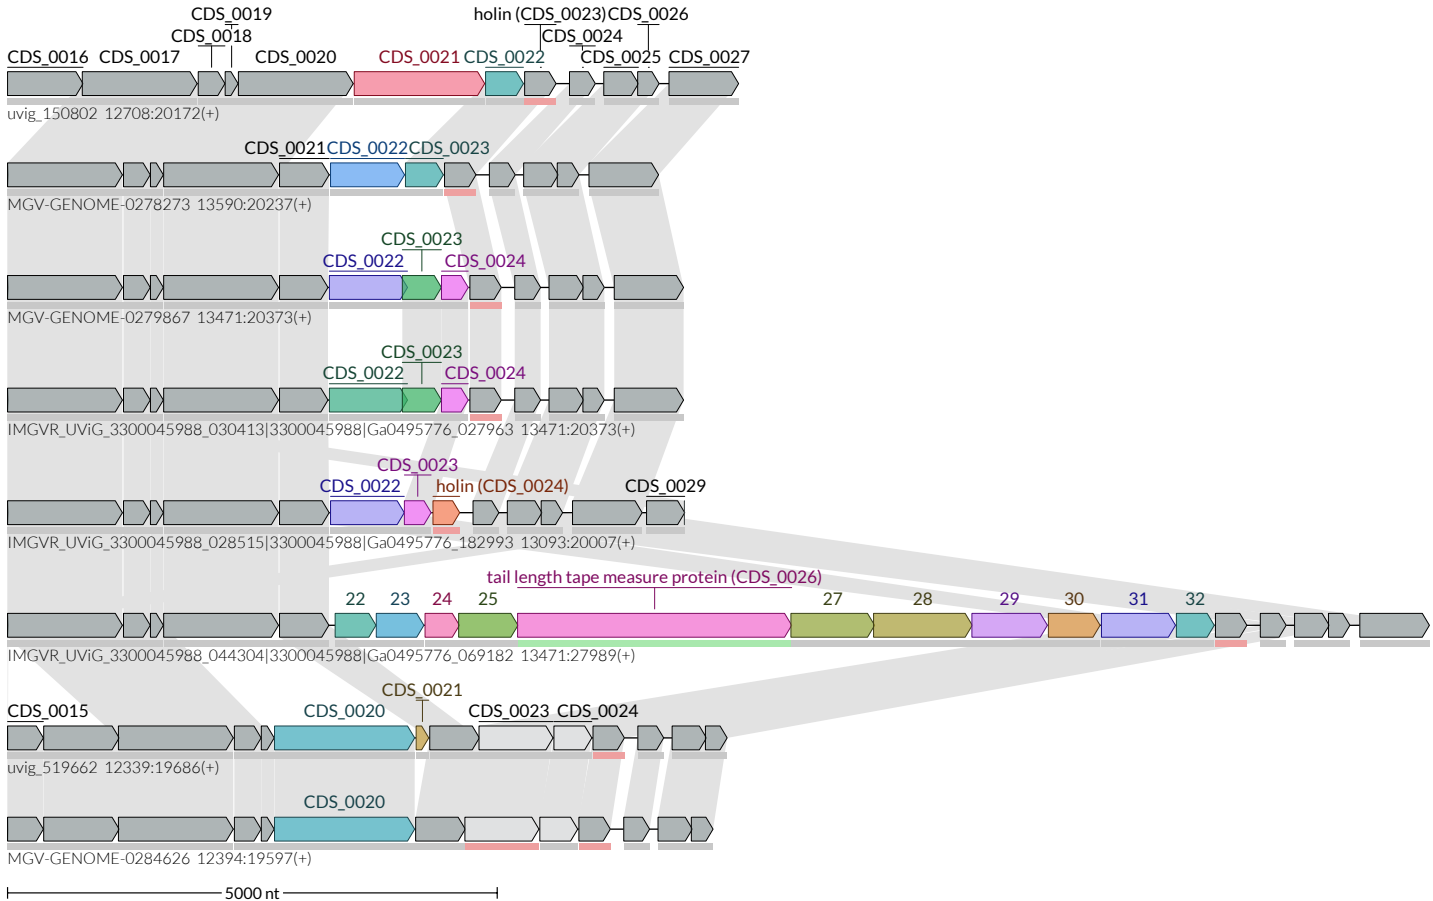 CDS_0019
holin (CDS_0023) CDS_0026
CDS_0018 CDS_0024
CDS_0016 CDS_0017 CDS_0020 CDS_0021 CDS_0022 CDS_0025 CDS_0027
uvig_150802 12708:20172(+)
CDS_0021 CDS_0022 CDS_0023
MGV-GENOME-0278273 13590:20237(+)
CDS_0023
CDS_0022 CDS_0024
MGV-GENOME-0279867 13471:20373(+)
CDS_0023
CDS_0022 CDS_0024
IMGVR_UViG_3300045988_030413|3300045988|Ga0495776_027963 13471:20373(+)
CDS_0023
CDS_0022 holin (CDS_0024) CDS_0029
IMGVR_UViG_3300045988_028515|3300045988|Ga0495776_182993 13093:20007(+)
tail length tape measure protein (CDS_0026)
22 23 24 25 27 28 29 30 31 32
IMGVR_UViG_3300045988_044304|3300045988|Ga0495776_069182 13471:27989(+)
CDS_0021
CDS_0015 CDS_0020 CDS_0023 CDS_0024
uvig_519662 12339:19686(+)
CDS_0020
MGV-GENOME-0284626 12394:19597(+)
5000 nt